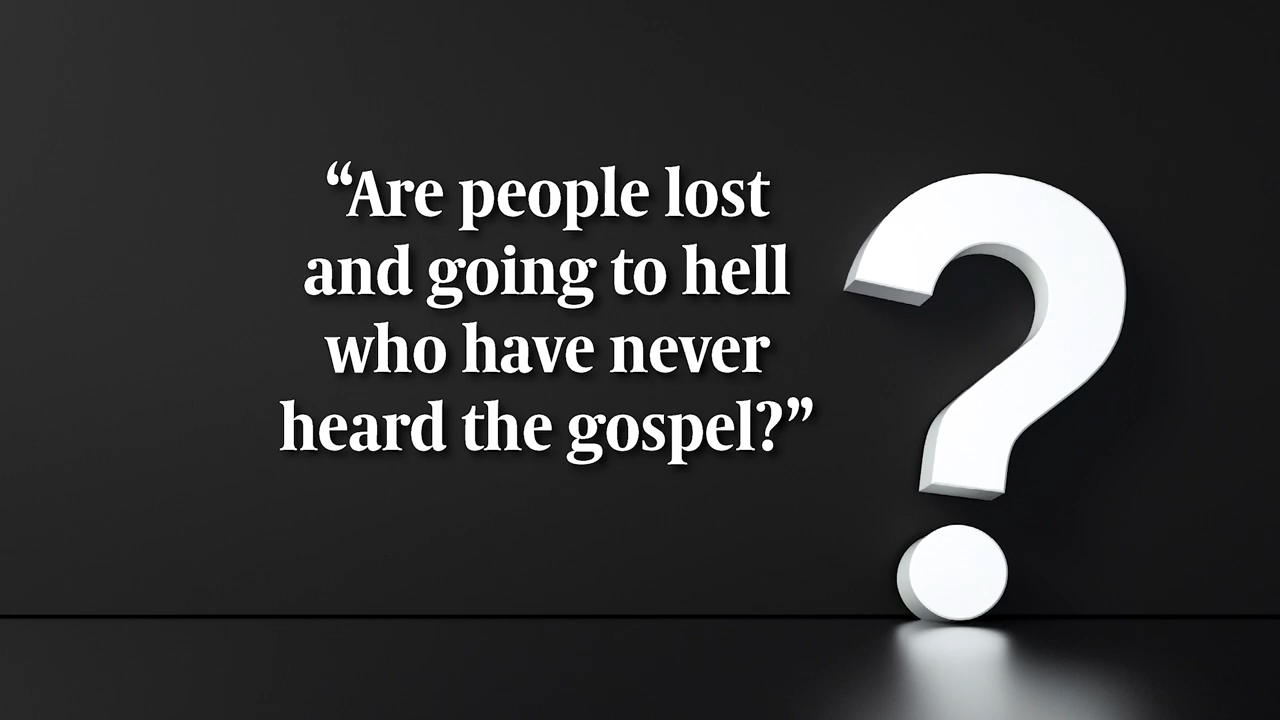 “Are people lost
and going to hell
who have never
heard the gospel?”